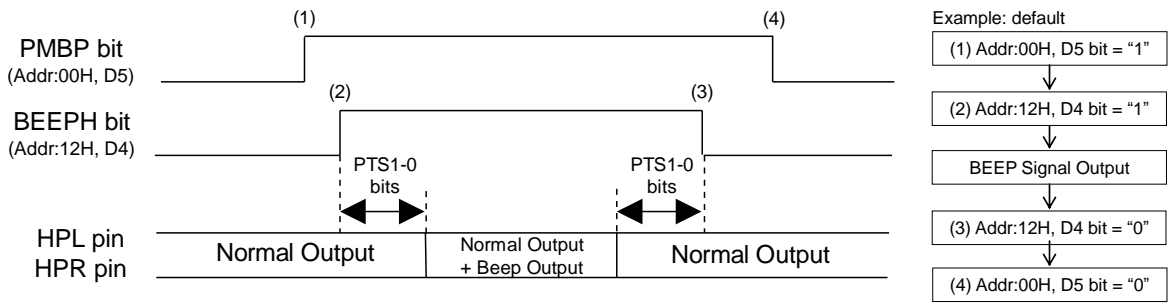 (1)
(4)
PMBP bit
(Addr:00H, D5)
(2)
(3)
BEEPH bit
(Addr:12H, D4)
PTS1-0
bits
PTS1-0
bits
HPL pin
HPR pin
Normal Output
Normal Output
+ Beep Output
Normal Output
Example: default
(1) Addr:00H, D5 bit = “1”
(2) Addr:12H, D4 bit = “1”
BEEP Signal Output
(3) Addr:12H, D4 bit = “0”
(4) Addr:00H, D5 bit = “0”